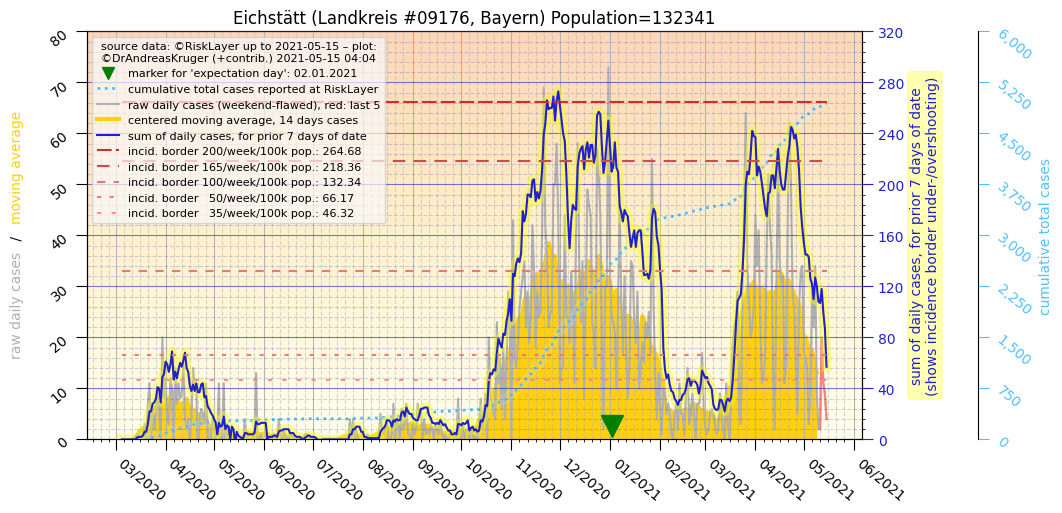 Eichstätt (Landkreis #09176, Bayern) Population=132341
source data: ©RiskLayer up to 2021-05-15 – plot:
©DrAndreasKruger (+contrib.) 2021-05-15 04:04
marker for 'expectation day': 02.01.2021
cumulative total cases reported at RiskLayer
raw daily cases (weekend-flawed), red: last 5
centered moving average, 14 days cases
sum of daily cases, for prior 7 days of date
incid. border 200/week/100k pop.: 264.68
incid. border 165/week/100k pop.: 218.36
incid. border 100/week/100k pop.: 132.34
incid. border   50/week/100k pop.: 66.17
incid. border   35/week/100k pop.: 46.32
raw daily cases  /  moving average
80
70
60
50
40
30
20
10
0
320
280
240
200
160
120
80
40
0
sum of daily cases, for prior 7 days of date
(shows incidence border under-/overshooting)
6,000
5,250
4,500
3,750
3,000
2,250
1,500
750
0
cumulative total cases
03/2020
04/2020
05/2020
06/2020
07/2020
08/2020
09/2020
10/2020
11/2020
12/2020
01/2021
02/2021
03/2021
04/2021
05/2021
06/2021